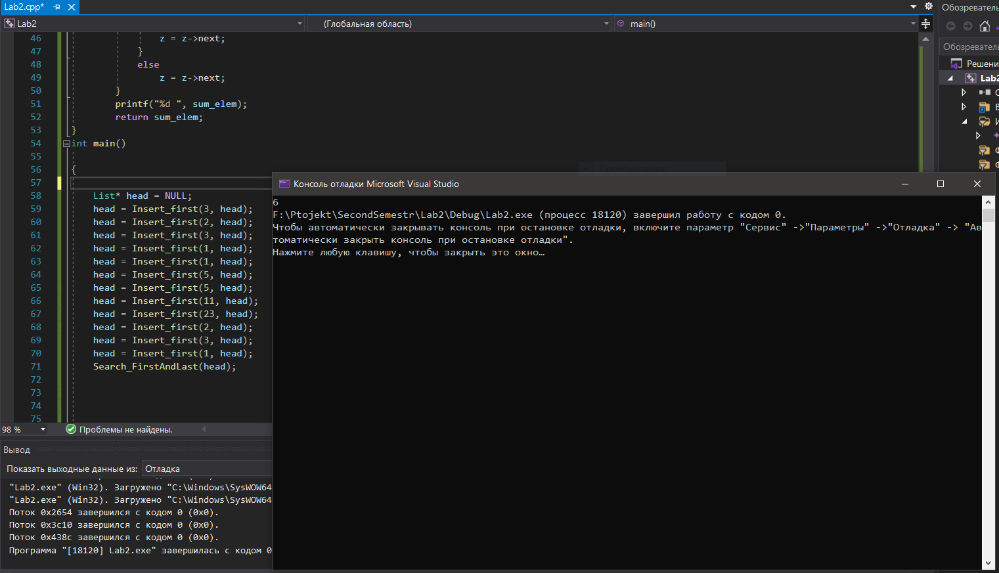 Lab2.cpp*
Обозреватель
Lab2
(Глобальная область)
main()
46 z = z->next;
47 }
48 else
49 z = z->next;
50 }
51 printf("%d ", sum_elem);
52 return sum_elem;
53 }
54 int main()
55
56 {
57
58 List* head = NULL;
59 head = Insert_first(3, head);
60 head = Insert_first(2, head);
61 head = Insert_first(3, head);
62 head = Insert_first(1, head);
63 head = Insert_first(1, head);
64 head = Insert_first(5, head);
65 head = Insert_first(5, head);
66 head = Insert_first(11, head);
67 head = Insert_first(23, head);
68 head = Insert_first(2, head);
69 head = Insert_first(3, head);
70 head = Insert_first(1, head);
71 Search_FirstAndLast(head);
72
73
74
75
98 %
Проблемы не найдены.
Вывод
Показать выходные данные из: Отладка
"Lab2.exe" (Win32). Загружено "C:\Windows\SysWOW64
"Lab2.exe" (Win32). Загружено "C:\Windows\SysWOW64
Поток 0x2654 завершился с кодом 0 (0x0).
Поток 0x3c10 завершился с кодом 0 (0x0).
Поток 0x438c завершился с кодом 0 (0x0).
Программа "[18120] Lab2.exe" завершилась с кодом 0
Консоль отладки Microsoft Visual Studio
6
F:\Ptojekt\SecondSemestr\Lab2\Debug\Lab2.exe (процесс 18120) завершил работу с кодом 0.
Чтобы автоматически закрывать консоль при остановке отладки, включите параметр "Сервис" ->"Параметры" ->"Отладка" -> "Ав
томатически закрыть консоль при остановке отладки".
Нажмите любую клавишу, чтобы закрыть это окно…
Обозреватель
Решени
Lab2